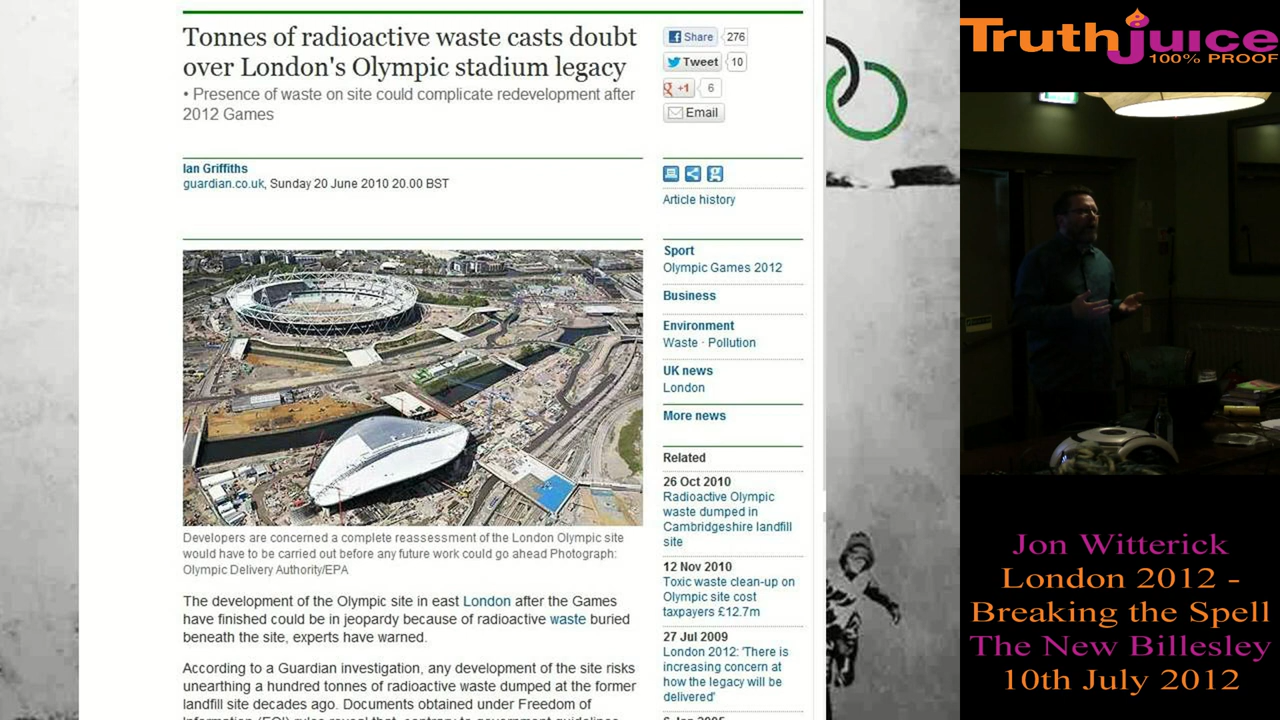 Tonnes of radioactive waste casts doubt
over London's Olympic stadium legacy
• Presence of waste on site could complicate redevelopment after
2012 Games
Share 276
Tweet 10
+1 6
Email
Ian Griffiths
guardian.co.uk, Sunday 20 June 2010 20.00 BST
Article history
Sport
Olympic Games 2012
Business
Environment
Waste · Pollution
UK news
London
More news
Related
26 Oct 2010
Radioactive Olympic
waste dumped in
Cambridgeshire landfill
site
12 Nov 2010
Toxic waste clean-up on
Olympic site cost
taxpayers £12.7m
27 Jul 2009
London 2012: 'There is
increasing concern at
how the legacy will be
delivered'
Developers are concerned a complete reassessment of the London Olympic site
would have to be carried out before any future work could go ahead Photograph:
Olympic Delivery Authority/EPA
The development of the Olympic site in east London after the Games
have finished could be in jeopardy because of radioactive waste buried
beneath the site, experts have warned.
According to a Guardian investigation, any development of the site risks
unearthing a hundred tonnes of radioactive waste dumped at the former
landfill site decades ago. Documents obtained under Freedom of
Truthjuice
100% PROOF
Jon Witterick
London 2012 -
Breaking the Spell
The New Billesley
10th July 2012